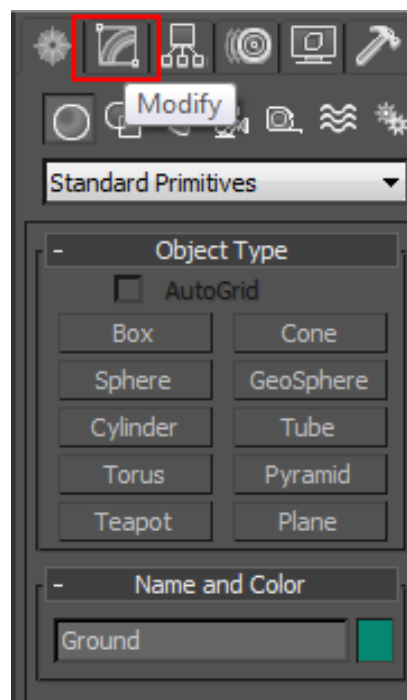 Modify
Standard Primitives
- Object Type
AutoGrid
Box Cone
Sphere GeoSphere
Cylinder Tube
Torus Pyramid
Teapot Plane
- Name and Color
Ground